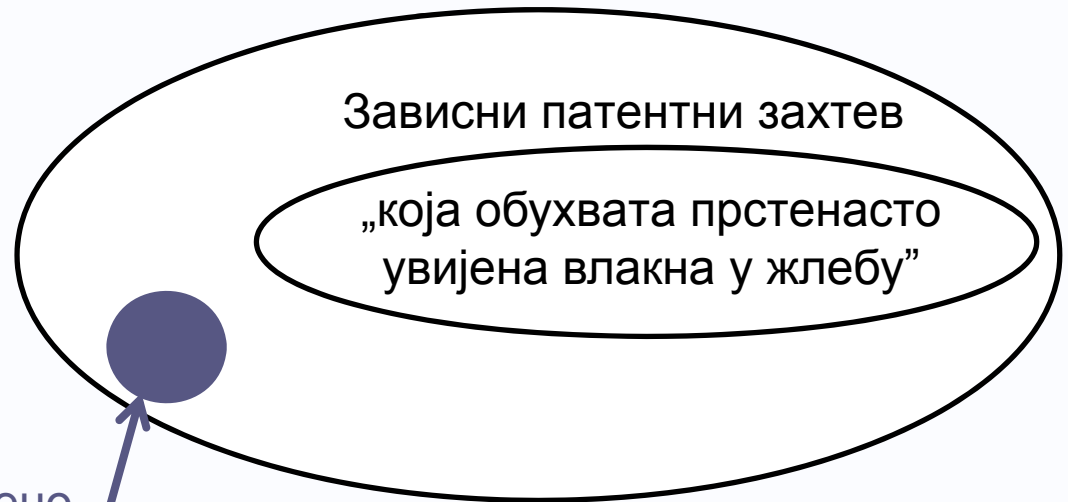 Зависни патентни захтев
„која обухвата прстенасто
увијена влакна у жлебу”